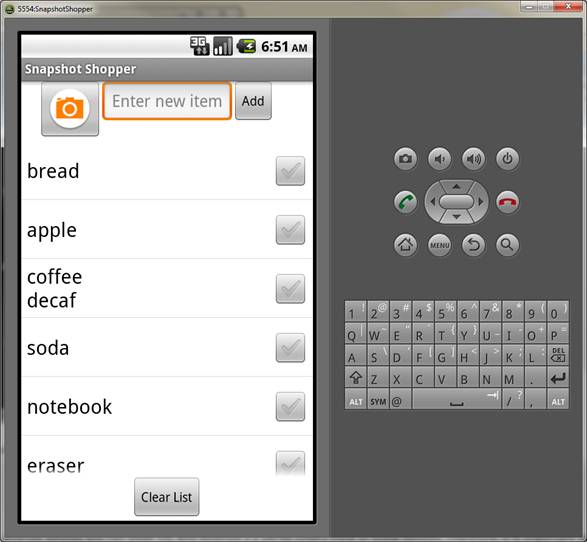 5554:SnapshotShopper
3G 6:51 AM
Snapshot Shopper
Enter new item Add
bread
apple
coffee
decaf
soda
notebook
eraser
Clear List
MENU
1 ! 2 @ 3 # 4 $ 5 % 6 ^ 7 & 8 * 9 ( 0 )
Q W ~ E " R ` T { Y } U _ I - O + P =
A S \ D ' F [ G ] H < J > K ; L : DEL
Z X C V B N M .
ALT SYM @ / ? , ALT